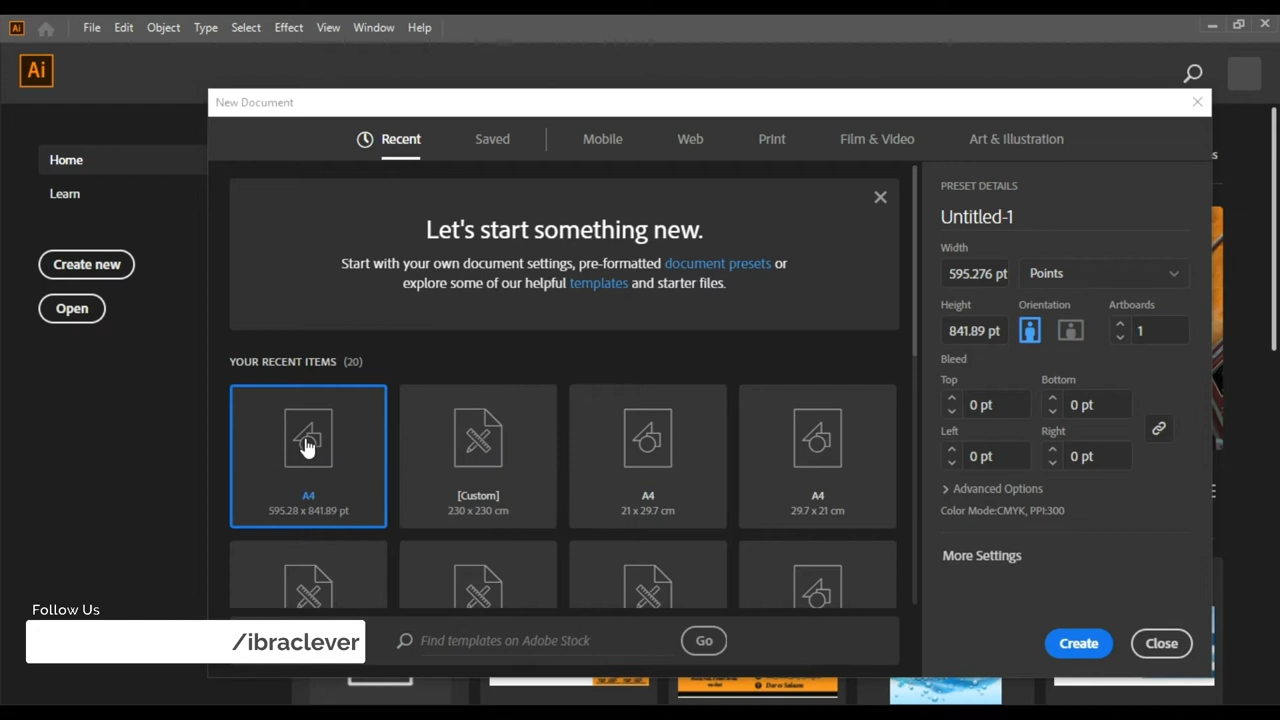 Ai
File Edit Object Type Select Effect View Window Help
Ai
New Document
Recent Saved Mobile Web Print Film & Video Art & Illustration
Home
Learn
Create new
Open
Let's start something new.
Start with your own document settings, pre-formatted document presets or
explore some of our helpful templates and starter files.
YOUR RECENT ITEMS (20)
A4
595.28 x 841.89 pt
[Custom]
230 x 230 cm
A4
21 x 29.7 cm
A4
29.7 x 21 cm
Find templates on Adobe Stock
Go
PRESET DETAILS
Untitled-1
Width
595.276 pt Points
Height Orientation Artboards
841.89 pt 1
Bleed
Top Bottom
0 pt 0 pt
Left Right
0 pt 0 pt
Advanced Options
Color Mode:CMYK, PPI:300
More Settings
Create Close
Follow Us
/ibraclever